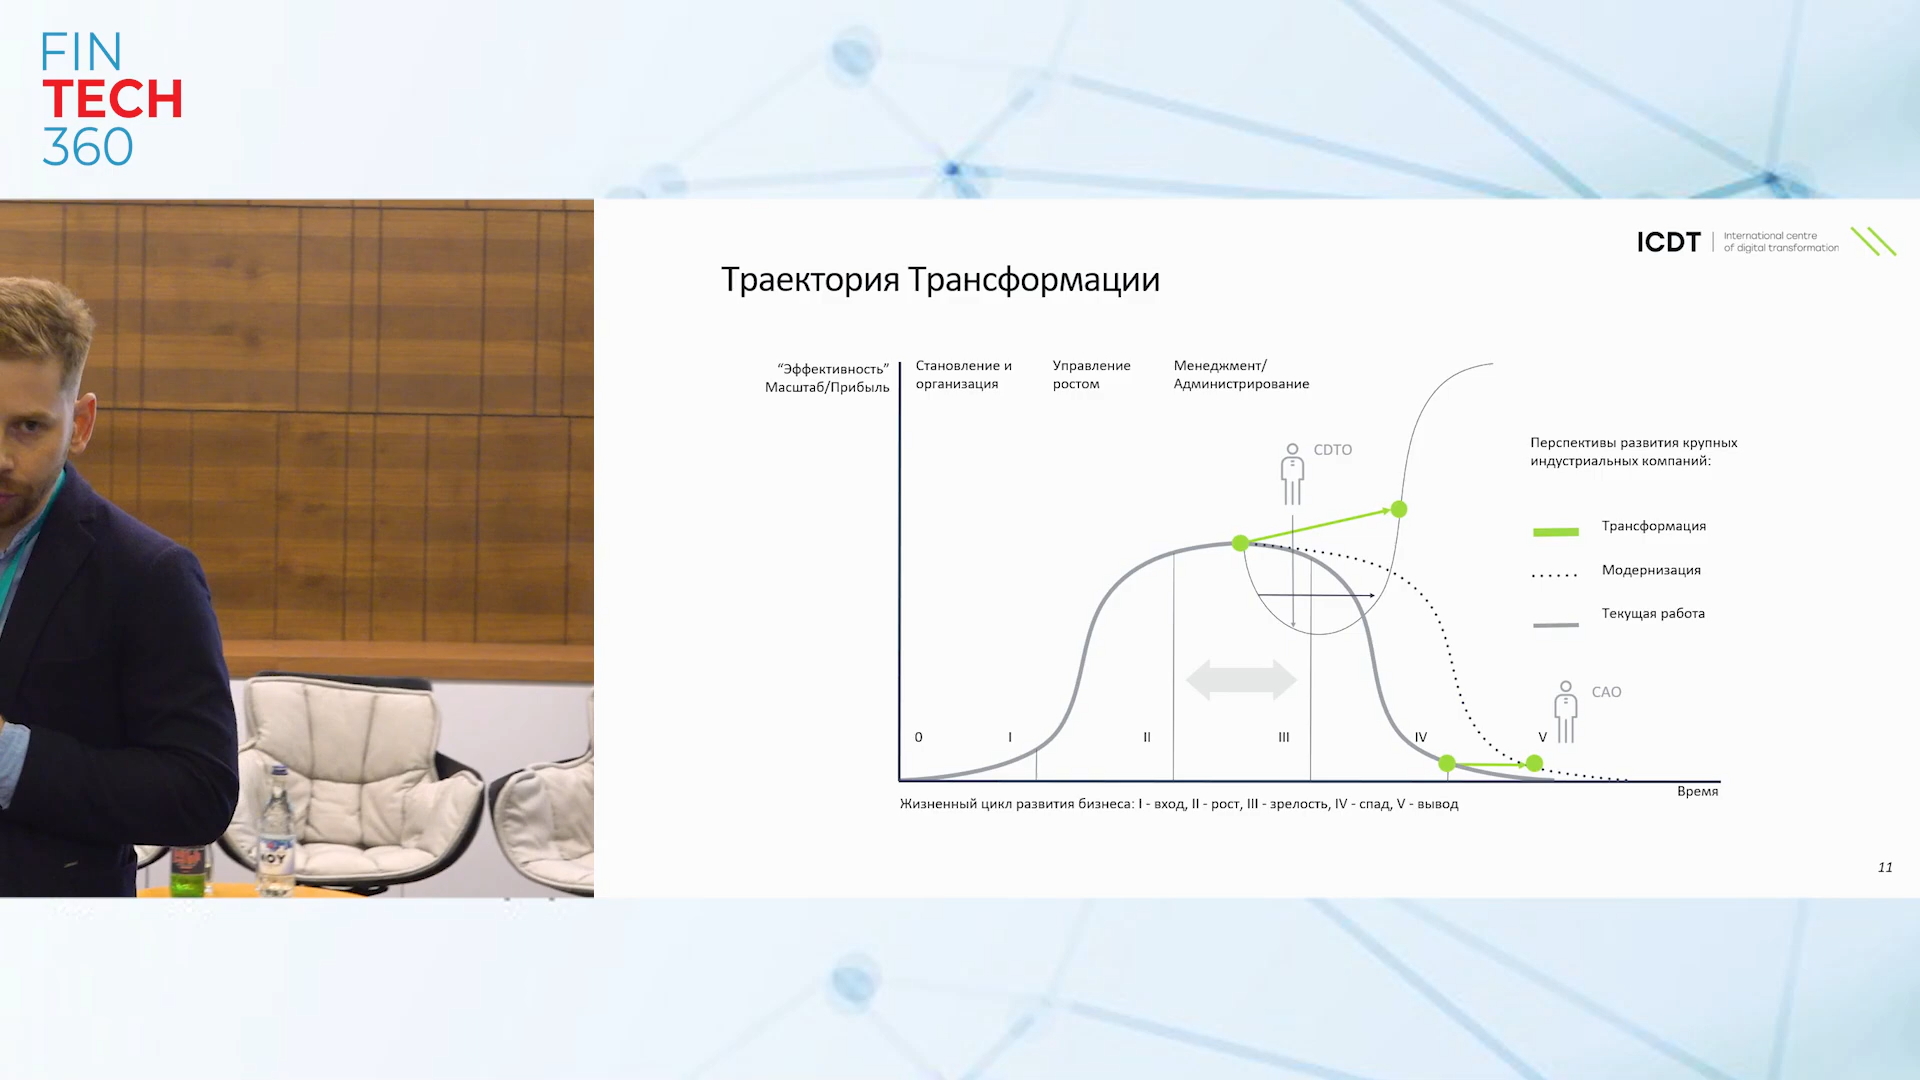 FIN
TECH
360
ICDT
International centre
of digital transformation
Траектория Трансформации
“Эффективность”
Масштаб/Прибыль
Становление и
организация
Управление
ростом
Менеджмент/
Администрирование
CDTO
Перспективы развития крупных
индустриальных компаний:
Трансформация
Модернизация
Текущая работа
CAO
0
I
II
III
IV
V
Время
Жизненный цикл развития бизнеса: I - вход, II - рост, III - зрелость, IV - спад, V - вывод
11